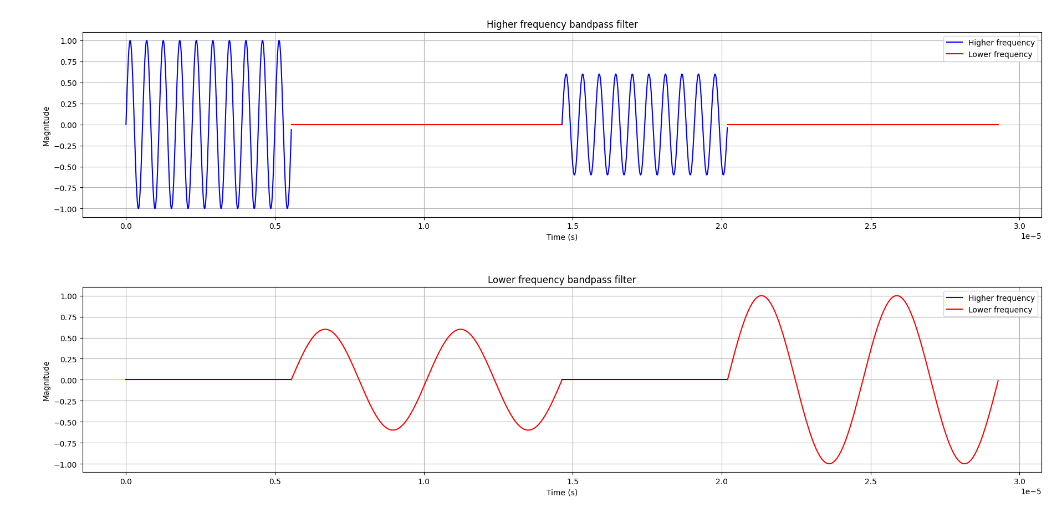 Higher frequency bandpass filter
1.00
0.75
0.50
0.25
0.00
−0.25
−0.50
−0.75
−1.00
Magnitude
Higher frequency
Lower frequency
0.0 0.5 1.0 1.5 2.0 2.5 3.0
1e−5
Time (s)
Lower frequency bandpass filter
1.00
0.75
0.50
0.25
0.00
−0.25
−0.50
−0.75
−1.00
Magnitude
Higher frequency
Lower frequency
0.0 0.5 1.0 1.5 2.0 2.5 3.0
1e−5
Time (s)